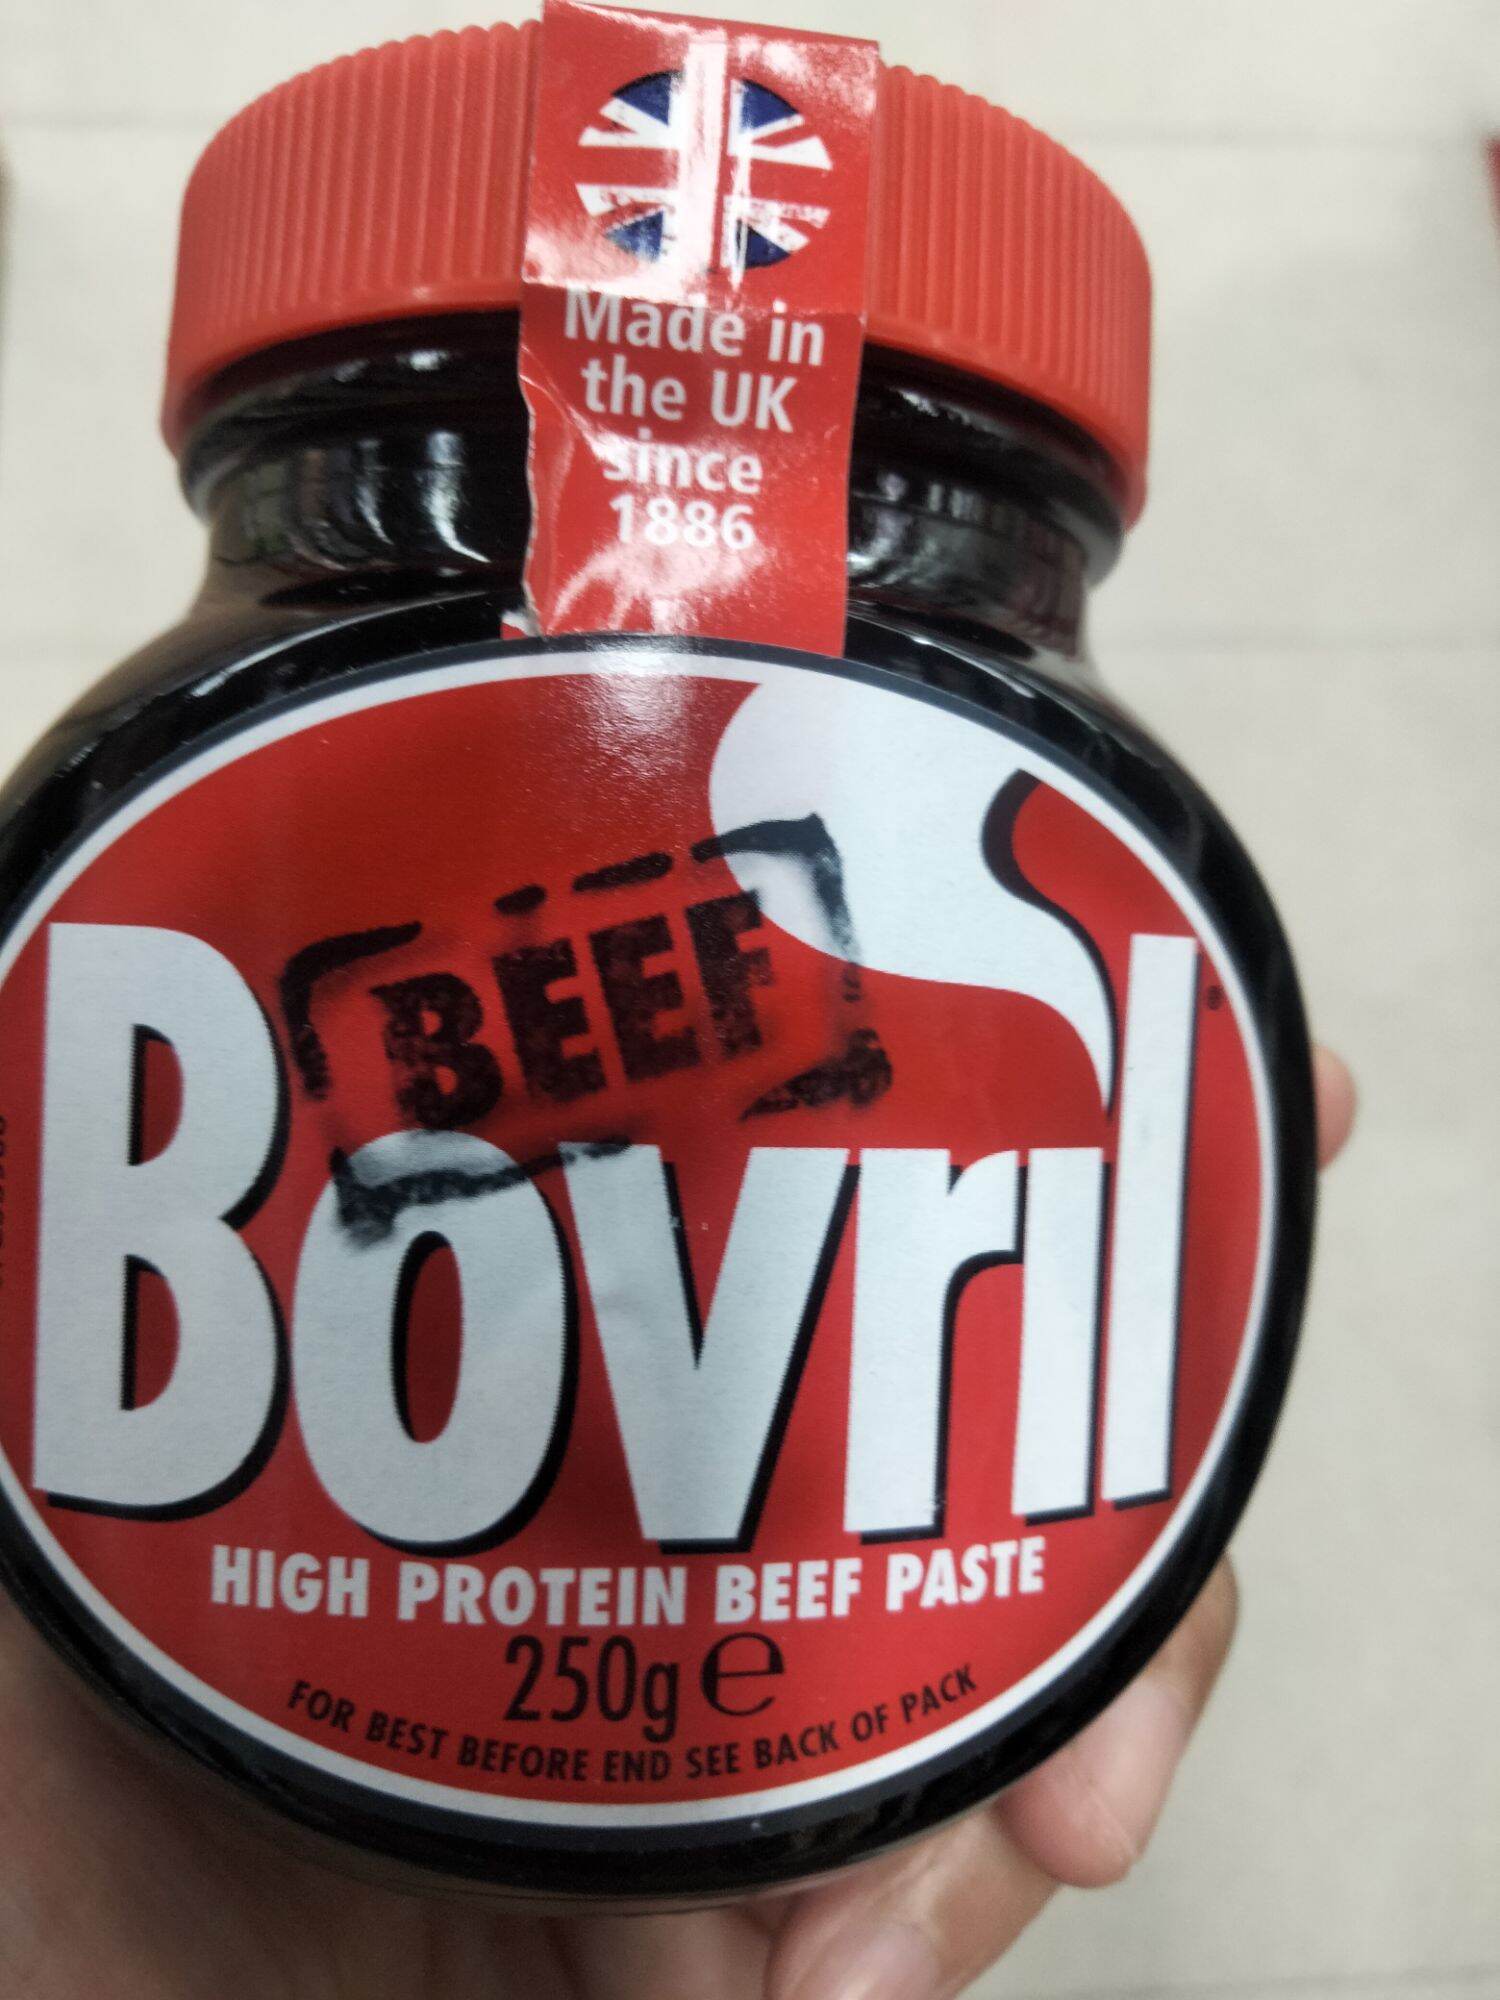 Made in
the UK
since
1886
BEEF
Bovril
HIGH PROTEIN BEEF PASTE
250g e
FOR BEST BEFORE END SEE BACK OF PACK